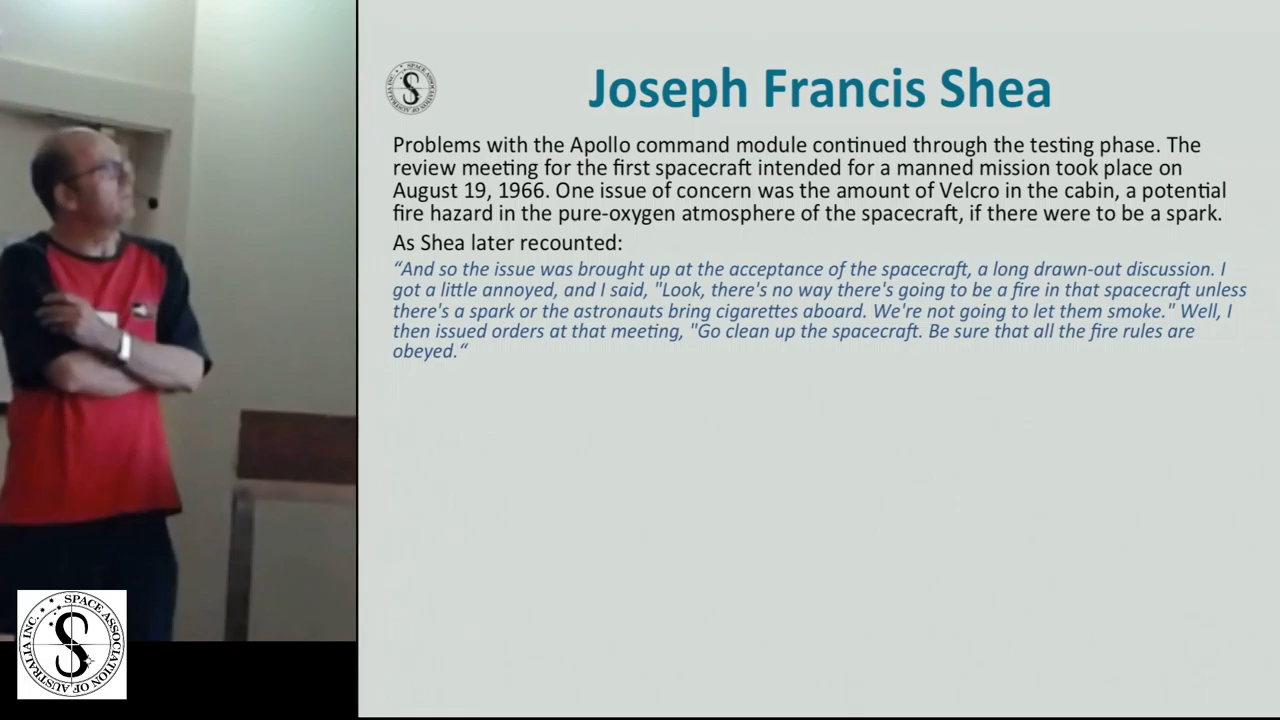 Joseph Francis Shea
SPACE ASSOCIATION OF AUSTRALIA INC.
S
Problems with the Apollo command module continued through the testing phase. The
review meeting for the first spacecraft intended for a manned mission took place on
August 19, 1966. One issue of concern was the amount of Velcro in the cabin, a potential
fire hazard in the pure-oxygen atmosphere of the spacecraft, if there were to be a spark.
As Shea later recounted:
“And so the issue was brought up at the acceptance of the spacecraft, a long drawn-out discussion. I
got a little annoyed, and I said, "Look, there's no way there's going to be a fire in that spacecraft unless
there's a spark or the astronauts bring cigarettes aboard. We're not going to let them smoke." Well, I
then issued orders at that meeting, "Go clean up the spacecraft. Be sure that all the fire rules are
obeyed.“
SPACE ASSOCIATION OF AUSTRALIA INC.
S